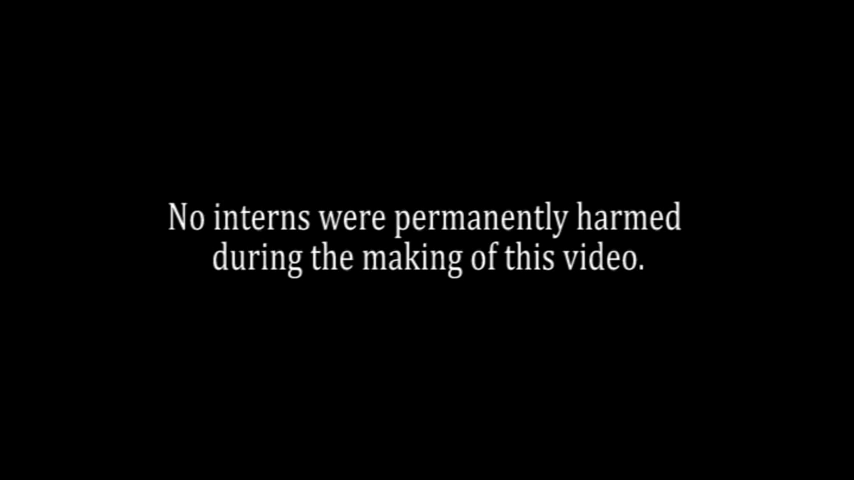 No interns were permanently harmed
during the making of this video.